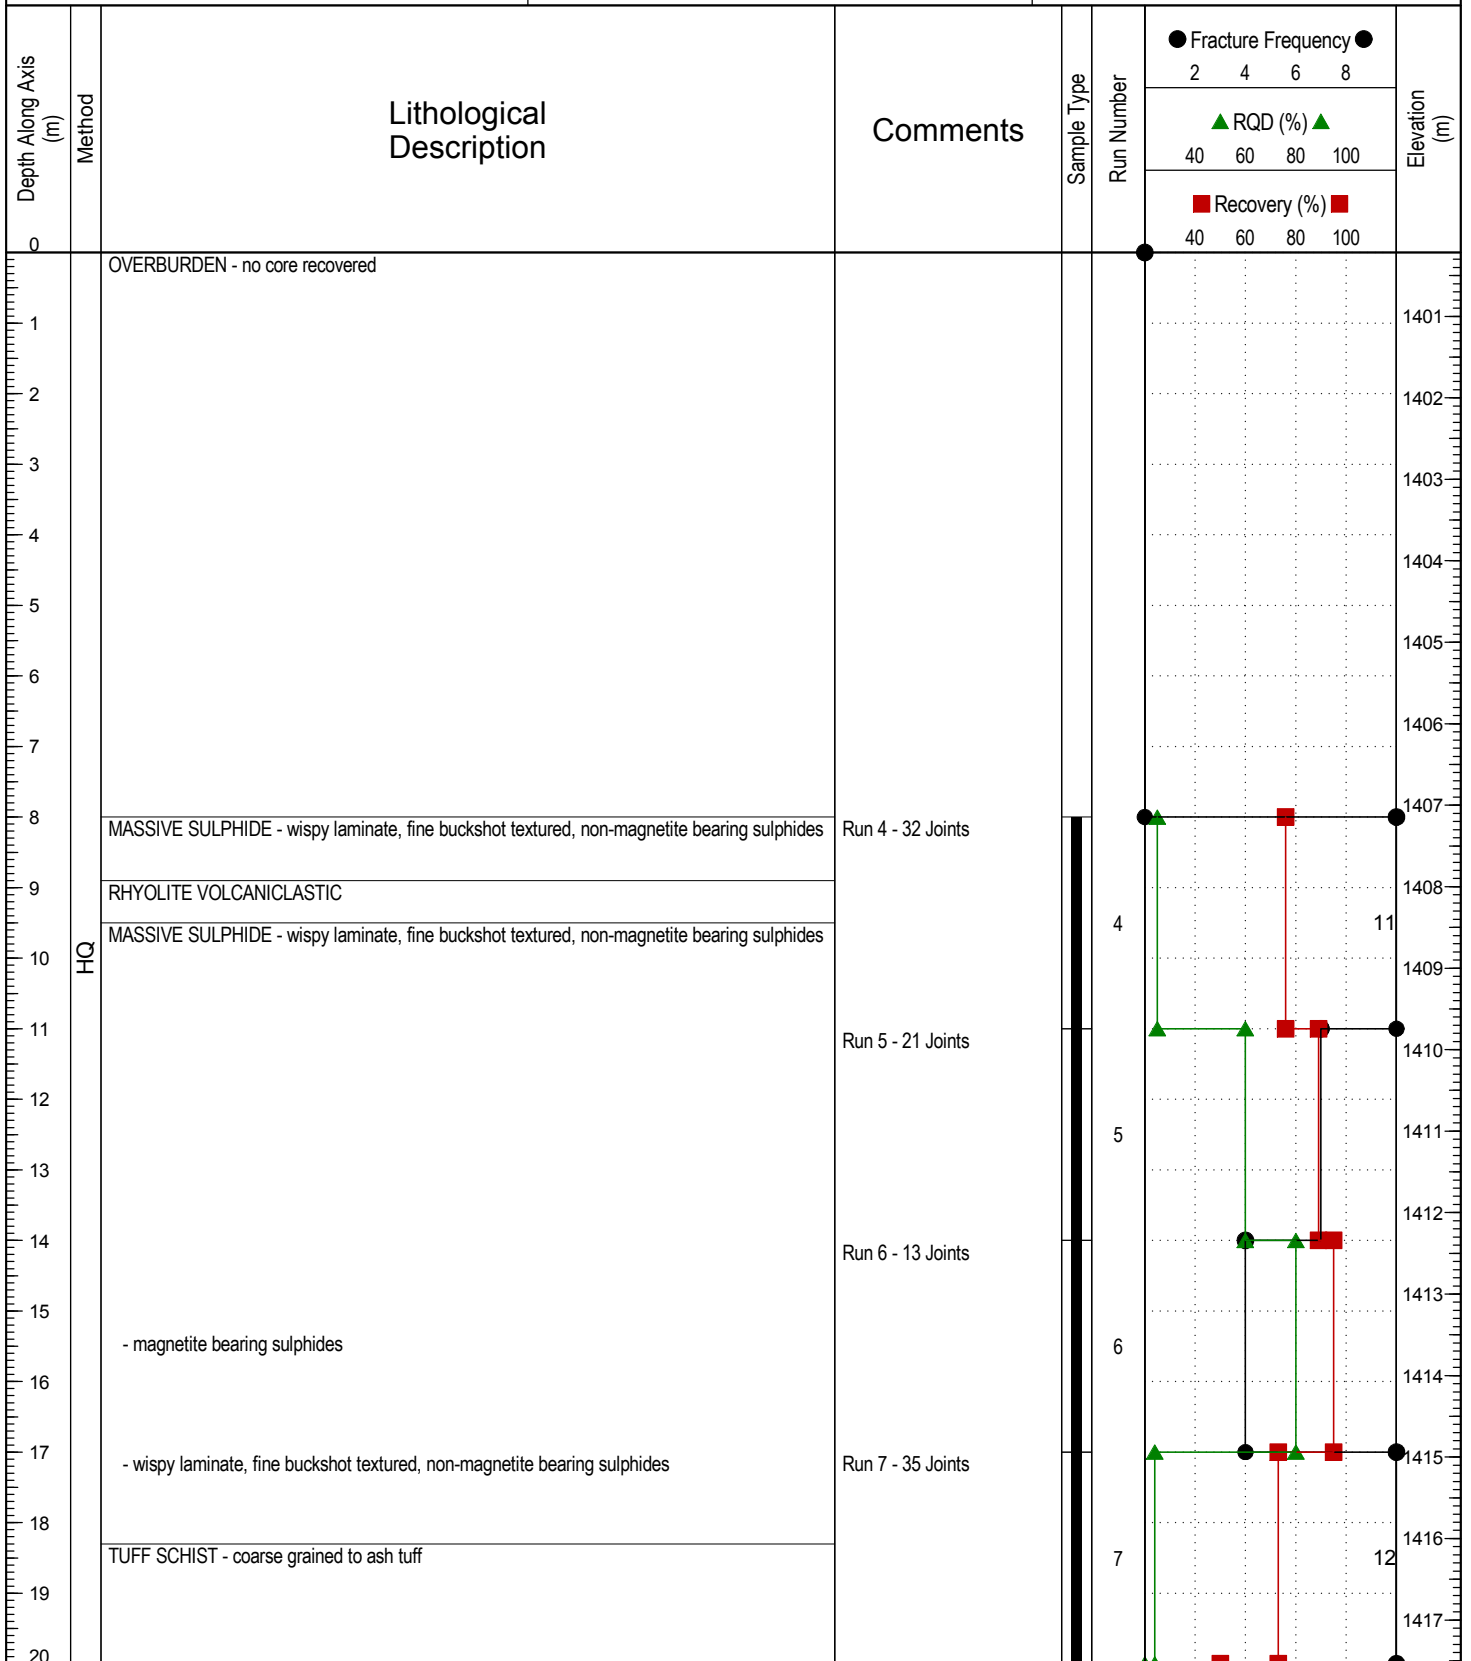 Depth Along Axis
(m)
Method
Lithological
Description
Comments
Sample Type
Run Number
Fracture Frequency
2 4 6 8
RQD (%)
40 60 80 100
Recovery (%)
40 60 80 100
Elevation
(m)
0
OVERBURDEN - no core recovered
1
1401
2
1402
3
1403
4
1404
5
1405
6
1406
7
1407
8
MASSIVE SULPHIDE - wispy laminate, fine buckshot textured, non-magnetite bearing sulphides
Run 4 - 32 Joints
9
1408
RHYOLITE VOLCANICLASTIC
4
11
MASSIVE SULPHIDE - wispy laminate, fine buckshot textured, non-magnetite bearing sulphides
HQ
10
1409
11
Run 5 - 21 Joints
1410
12
5
1411
13
1412
14
Run 6 - 13 Joints
1413
15
- magnetite bearing sulphides
6
1414
16
17
1415
- wispy laminate, fine buckshot textured, non-magnetite bearing sulphides
Run 7 - 35 Joints
18
1416
TUFF SCHIST - coarse grained to ash tuff
7
12
19
1417
20